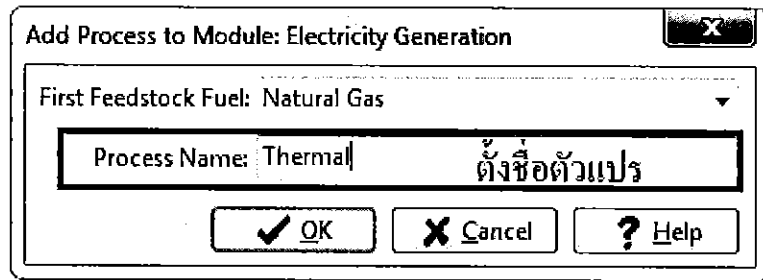 Add Process to Module: Electricity Generation
First Feedstock Fuel: Natural Gas
Process Name: Thermal ตั้งชื่อตัวแปร
OK Cancel Help